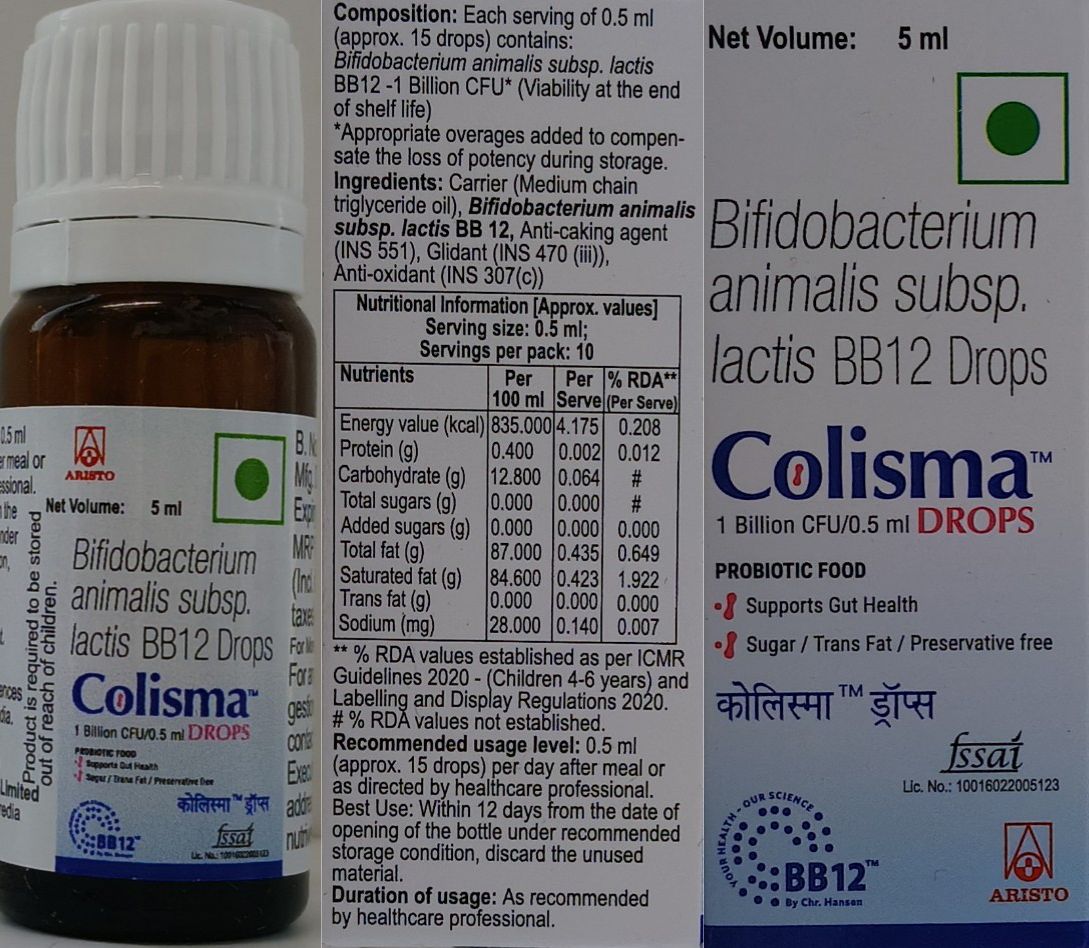 0.5 ml
er meal or
ssional.
the
nder
on,
Limited
edia
Product is required to be stored
out of reach of children.
ARISTO
Net Volume: 5 ml
Bifidobacterium
animalis subsp.
lactis BB12 Drops
Colisma™
1 Billion CFU/0.5 ml DROPS
PROBIOTIC FOOD
Supports Gut Health
Sugar / Trans Fat / Preservative free
कोलिस्मा™ ड्रॉप्स
BB12™
By Chr. Hansen
fssai
Lic. No.: 10016022005123
Mfg.
MRP
(Incl.
taxes
Composition: Each serving of 0.5 ml
(approx. 15 drops) contains:
Bifidobacterium animalis subsp. lactis
BB12 -1 Billion CFU* (Viability at the end
of shelf life)
*Appropriate overages added to compen-
sate the loss of potency during storage.
Ingredients: Carrier (Medium chain
triglyceride oil), Bifidobacterium animalis
subsp. lactis BB 12, Anti-caking agent
(INS 551), Glidant (INS 470 (iii)),
Anti-oxidant (INS 307(c))
Nutritional Information [Approx. values]
Serving size: 0.5 ml;
Servings per pack: 10
Nutrients Per 100 ml Per Serve % RDA** (Per Serve)
Energy value (kcal) 835.000 4.175 0.208
Protein (g) 0.400 0.002 0.012
Carbohydrate (g) 12.800 0.064 #
Total sugars (g) 0.000 0.000 #
Added sugars (g) 0.000 0.000 0.000
Total fat (g) 87.000 0.435 0.649
Saturated fat (g) 84.600 0.423 1.922
Trans fat (g) 0.000 0.000 0.000
Sodium (mg) 28.000 0.140 0.007
** % RDA values established as per ICMR
Guidelines 2020 - (Children 4-6 years) and
Labelling and Display Regulations 2020.
# % RDA values not established.
Recommended usage level: 0.5 ml
(approx. 15 drops) per day after meal or
as directed by healthcare professional.
Best Use: Within 12 days from the date of
opening of the bottle under recommended
storage condition, discard the unused
material.
Duration of usage: As recommended
by healthcare professional.
Net Volume: 5 ml
Bifidobacterium
animalis subsp.
lactis BB12 Drops
Colisma™
1 Billion CFU/0.5 ml DROPS
PROBIOTIC FOOD
Supports Gut Health
Sugar / Trans Fat / Preservative free
कोलिस्मा™ ड्रॉप्स
fssai
Lic. No.: 10016022005123
YOUR HEALTH - OUR SCIENCE
BB12™
By Chr. Hansen
ARISTO